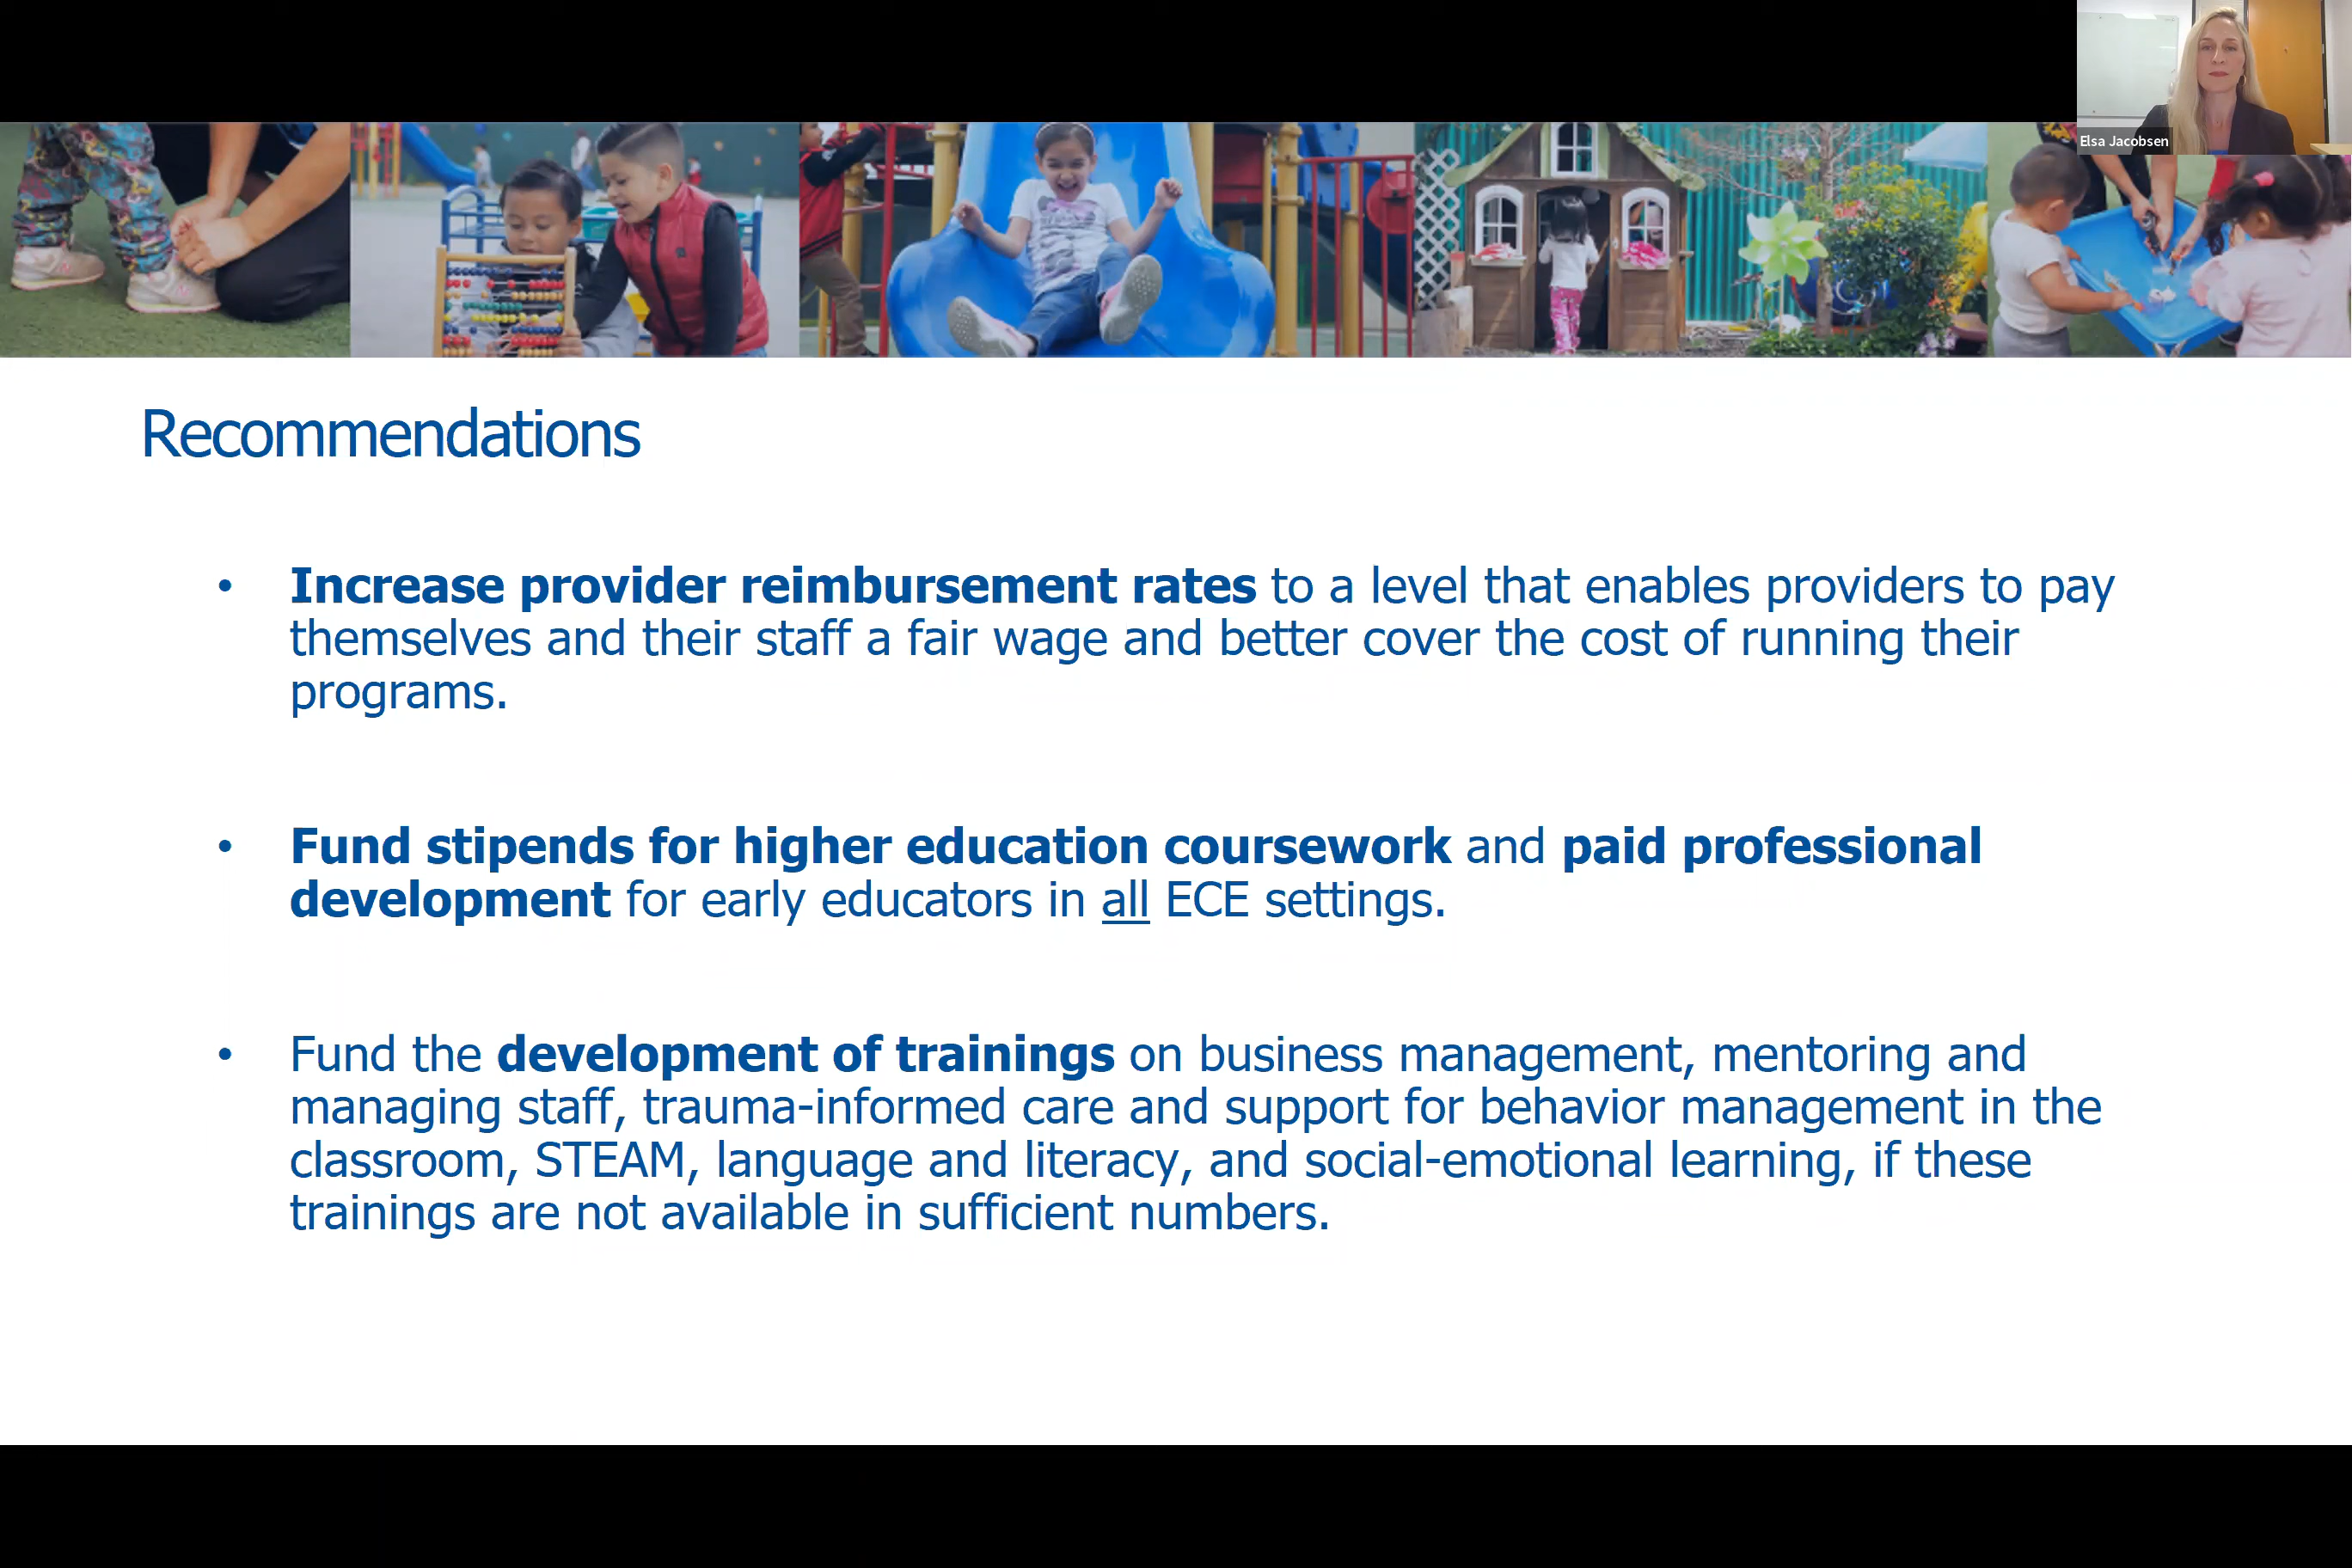 Elsa Jacobsen
Recommendations
• Increase provider reimbursement rates to a level that enables providers to pay
themselves and their staff a fair wage and better cover the cost of running their
programs.
• Fund stipends for higher education coursework and paid professional
development for early educators in all ECE settings.
• Fund the development of trainings on business management, mentoring and
managing staff, trauma-informed care and support for behavior management in the
classroom, STEAM, language and literacy, and social-emotional learning, if these
trainings are not available in sufficient numbers.